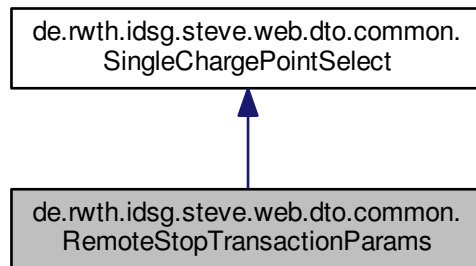 de.rwth.idsg.steve.web.dto.common.
SingleChargePointSelect
de.rwth.idsg.steve.web.dto.common.
RemoteStopTransactionParams